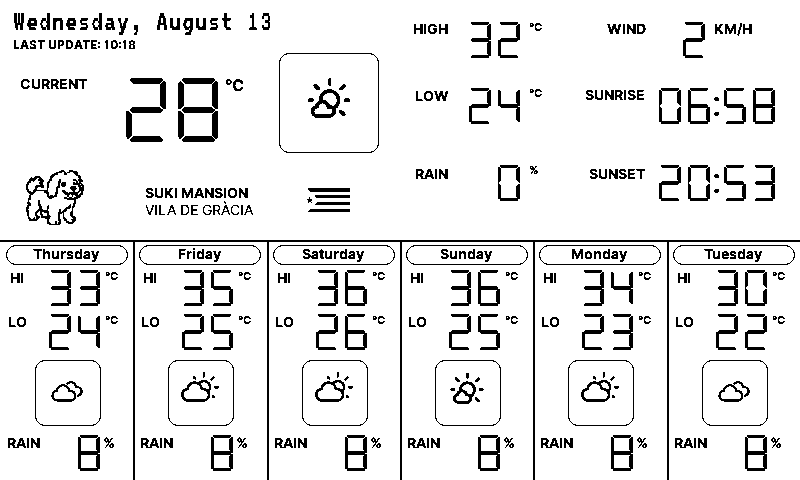 Wednesday, August 13
LAST UPDATE: 10:18
CURRENT 28 °C
SUKI MANSION
VILA DE GRÀCIA
HIGH 32 °C
LOW 24 °C
RAIN 0 %
WIND 2 KM/H
SUNRISE 06:58
SUNSET 20:53
Thursday
HI 33 °C
LO 24 °C
RAIN 8 %
Friday
HI 35 °C
LO 25 °C
RAIN 8 %
Saturday
HI 36 °C
LO 26 °C
RAIN 8 %
Sunday
HI 36 °C
LO 25 °C
RAIN 8 %
Monday
HI 34 °C
LO 23 °C
RAIN 8 %
Tuesday
HI 30 °C
LO 22 °C
RAIN 8 %